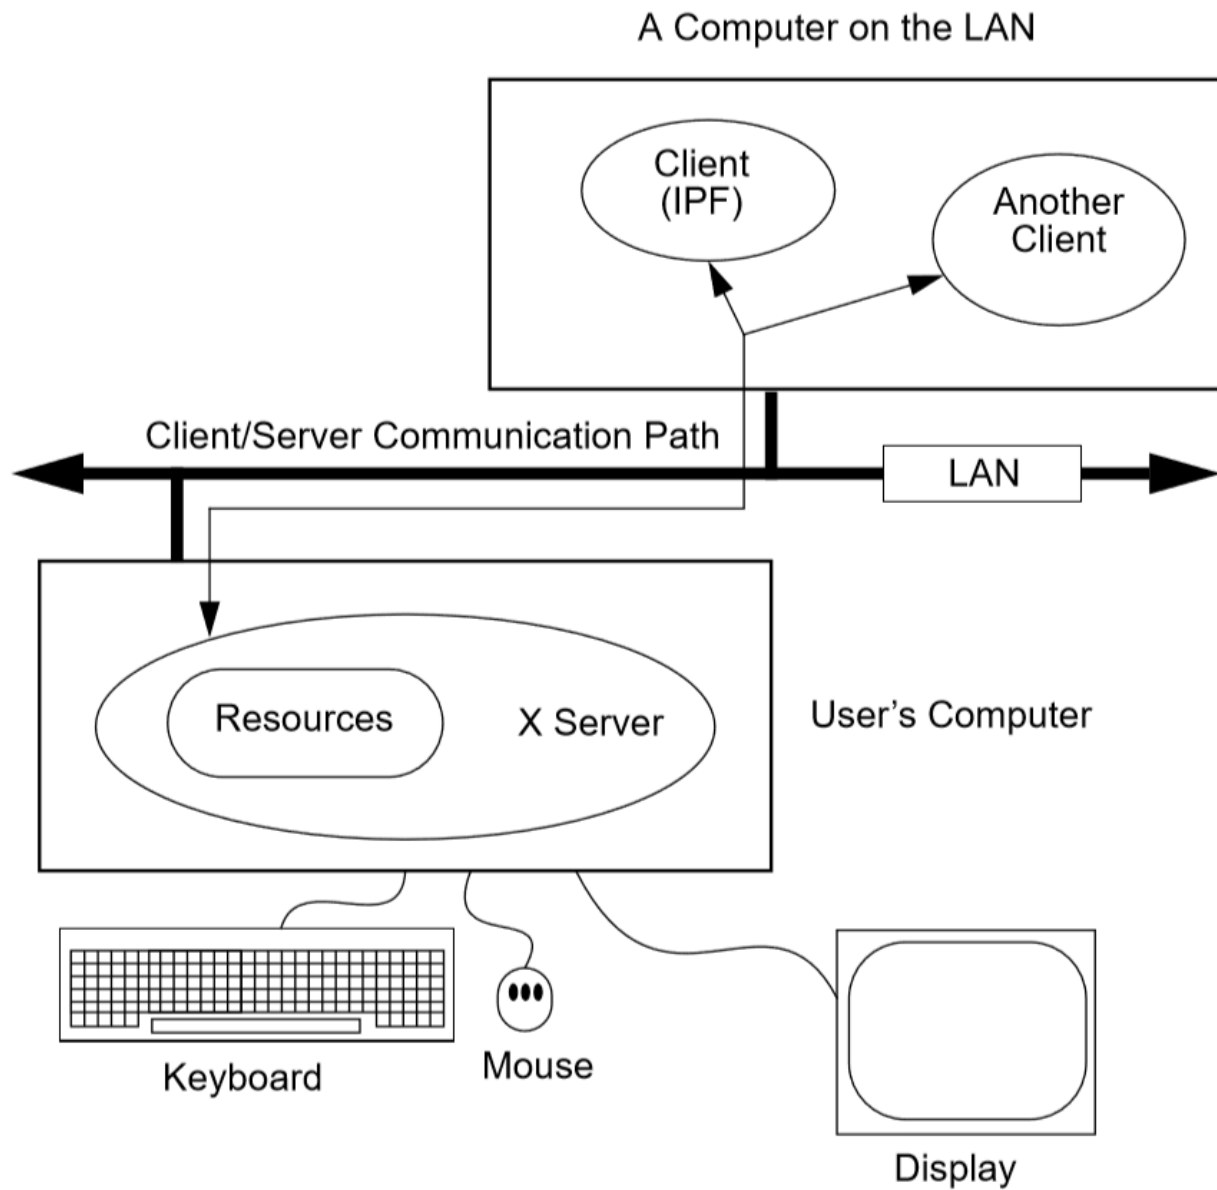 A Computer on the LAN
Client
(IPF)
Another
Client
Client/Server Communication Path
LAN
Resources
X Server
User’s Computer
Keyboard
Mouse
Display